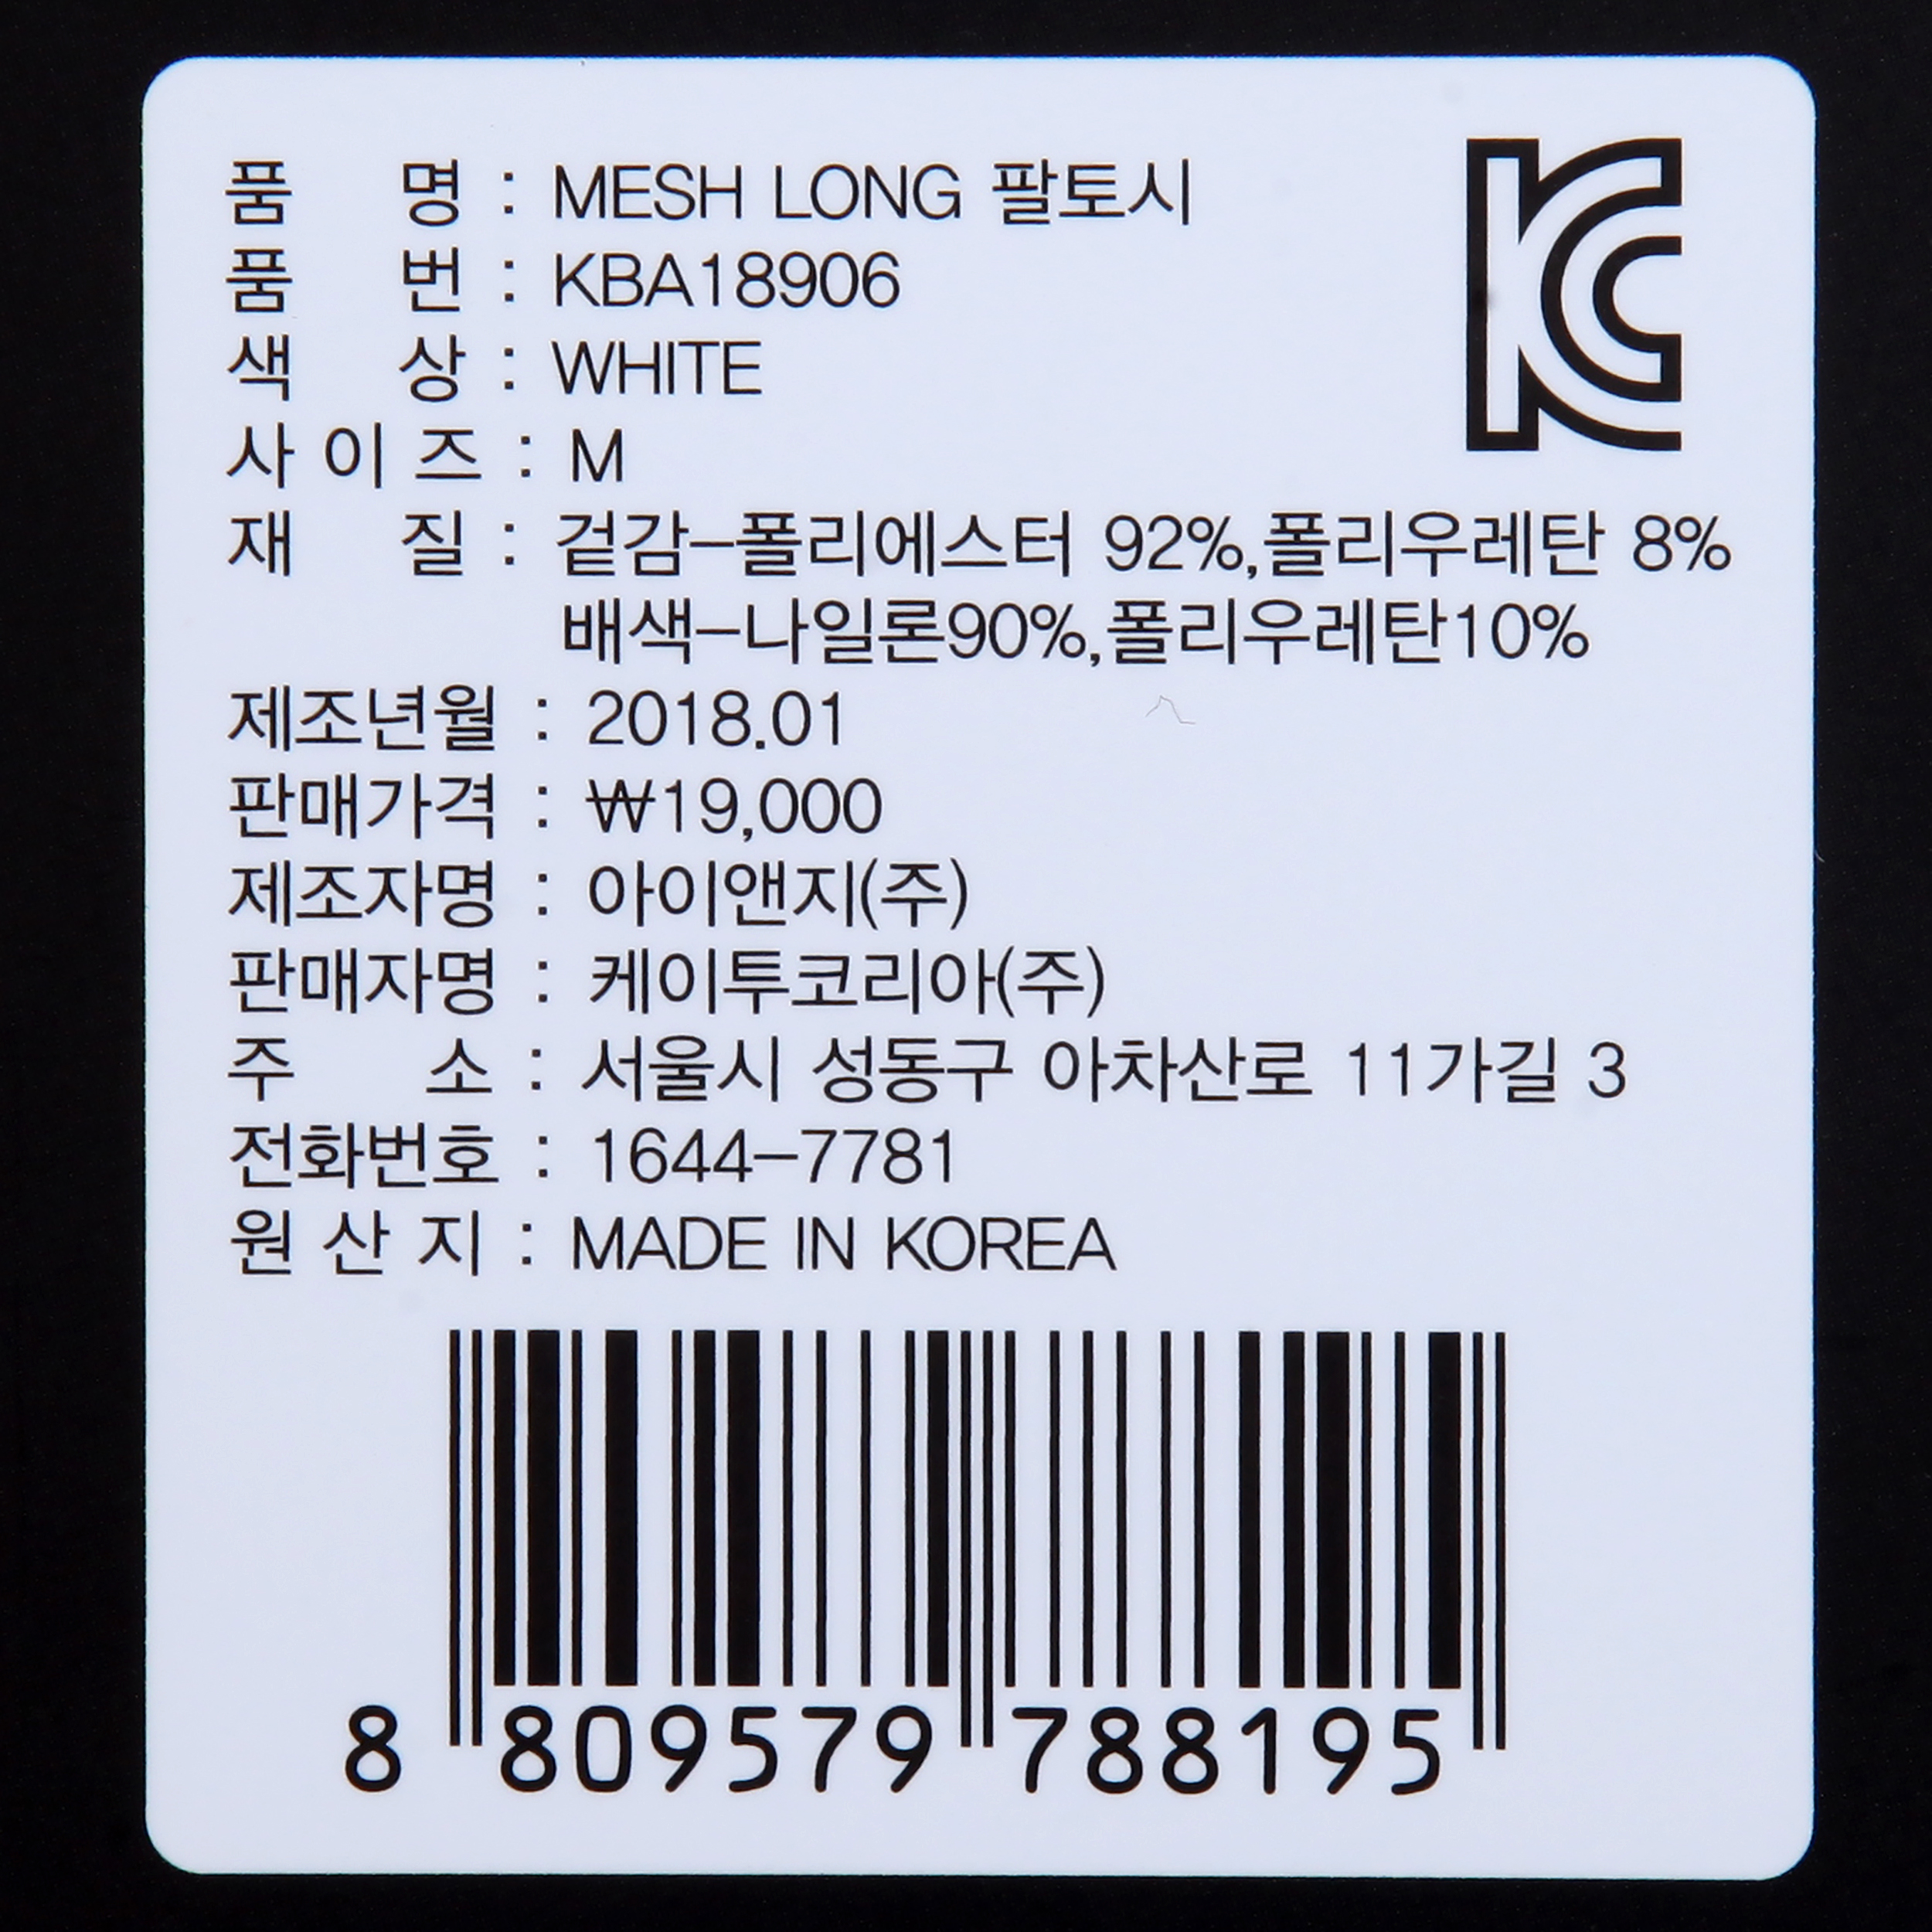 품 명 : MESH LONG 팔토시
품 번 : KBA18906
색 상 : WHITE
사 이 즈 : M
재 질 : 겉감-폴리에스터 92%,폴리우레탄 8%
배색-나일론90%,폴리우레탄10%
제조년월 : 2018.01
판매가격 : ₩19,000
제조자명 : 아이앤지(주)
판매자명 : 케이투코리아(주)
주 소 : 서울시 성동구 아차산로 11가길 3
전화번호 : 1644-7781
원 산 지 : MADE IN KOREA
8 809579 788195
KC